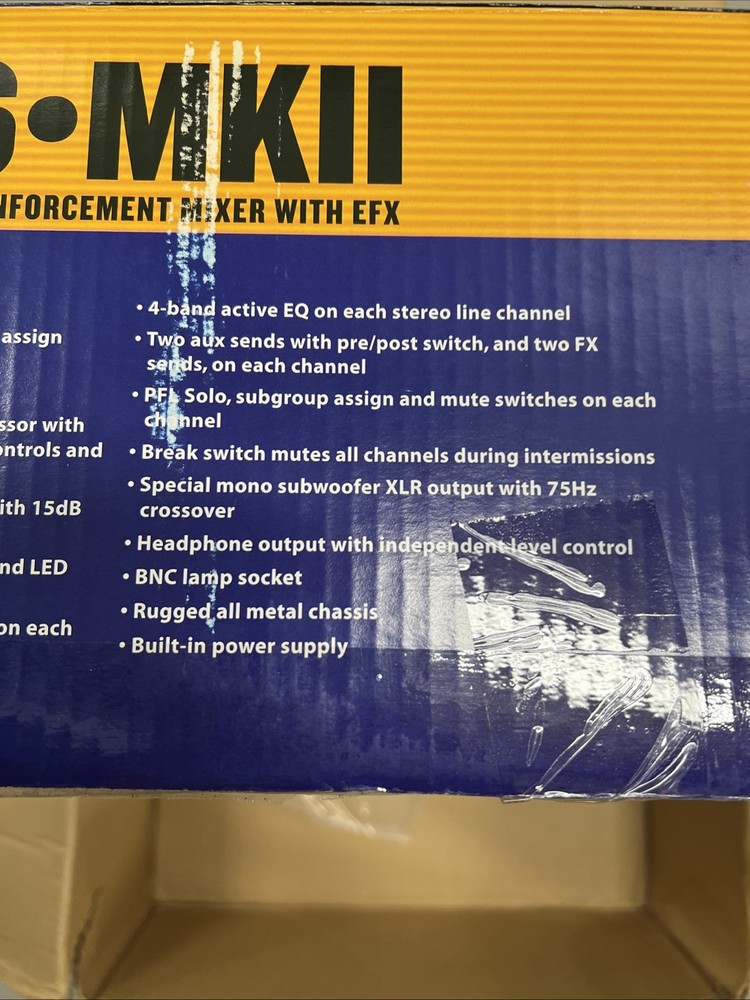 S•MKII
NFORCEMENT MIXER WITH EFX
assign
ssor with
ontrols and
ith 15dB
nd LED
on each
• 4-band active EQ on each stereo line channel
• Two aux sends with pre/post switch, and two FX
sends, on each channel
• PFL Solo, subgroup assign and mute switches on each
channel
• Break switch mutes all channels during intermissions
• Special mono subwoofer XLR output with 75Hz
crossover
• Headphone output with independent level control
• BNC lamp socket
• Rugged all metal chassis
• Built-in power supply